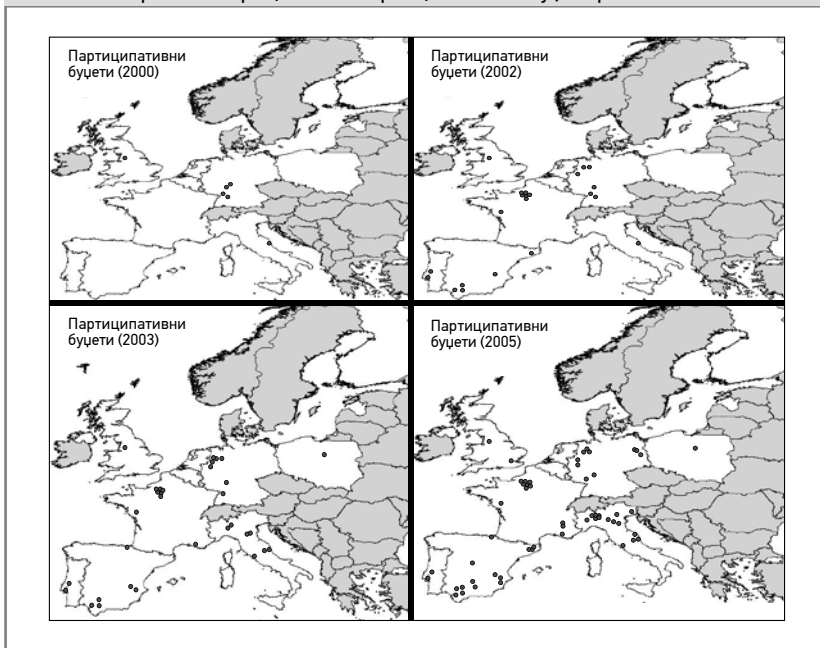 Партиципативни
буџети (2000)
Партиципативни
буџети (2002)
Партиципативни
буџети (2003)
Партиципативни
буџети (2005)